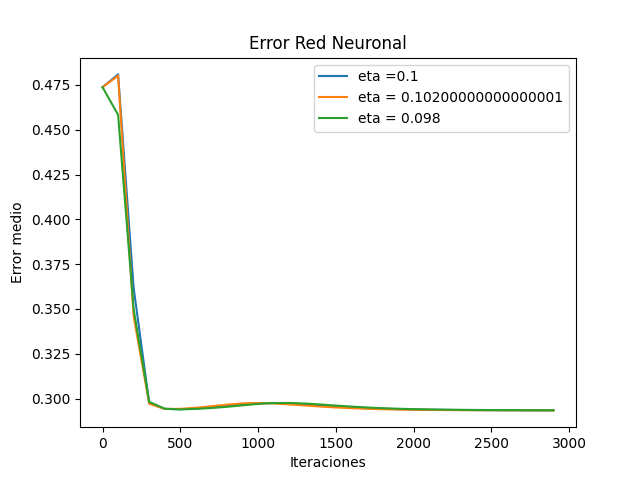 Error Red Neuronal
eta =0.1
eta = 0.10200000000000001
eta = 0.098
0.475
0.450
0.425
0.400
0.375
0.350
0.325
0.300
Error medio
0
500
1000
1500
2000
2500
3000
Iteraciones